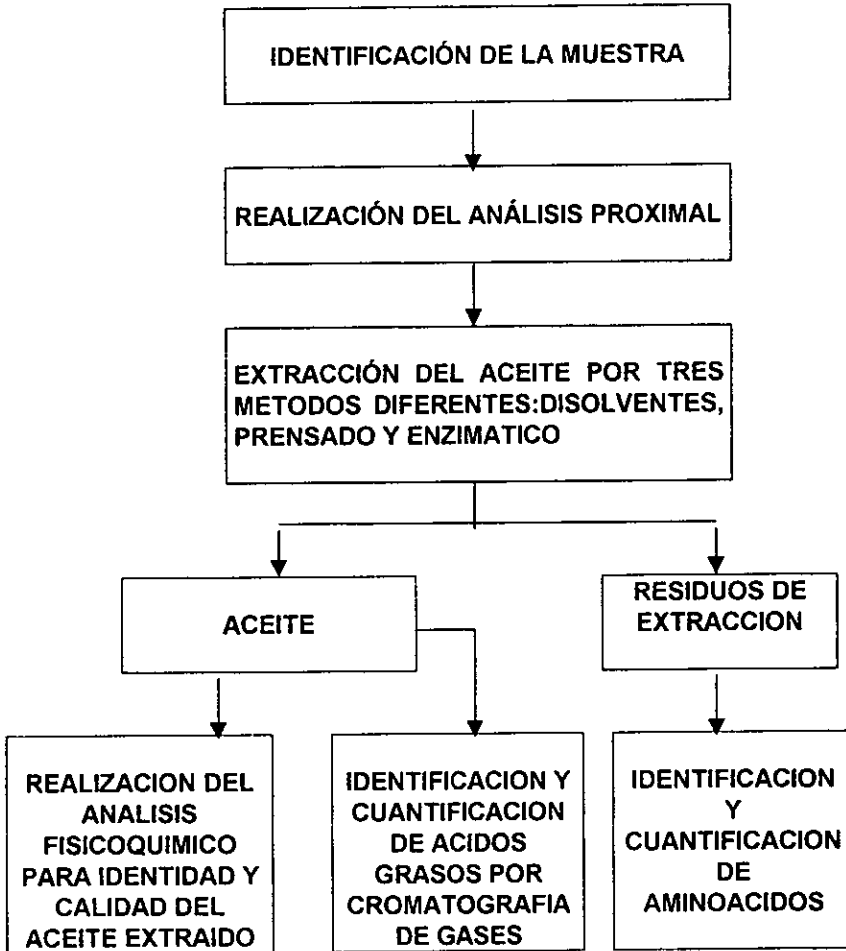 IDENTIFICACIÓN DE LA MUESTRA
REALIZACIÓN DEL ANÁLISIS PROXIMAL
EXTRACCIÓN DEL ACEITE POR TRES
METODOS DIFERENTES:DISOLVENTES,
PRENSADO Y ENZIMATICO
ACEITE
RESIDUOS DE
EXTRACCION
REALIZACION DEL
ANALISIS
FISICOQUIMICO
PARA IDENTIDAD Y
CALIDAD DEL
ACEITE EXTRAIDO
IDENTIFICACION Y
CUANTIFICACION
DE ACIDOS
GRASOS POR
CROMATOGRAFIA
DE GASES
IDENTIFICACION
Y
CUANTIFICACION
DE
AMINOACIDOS